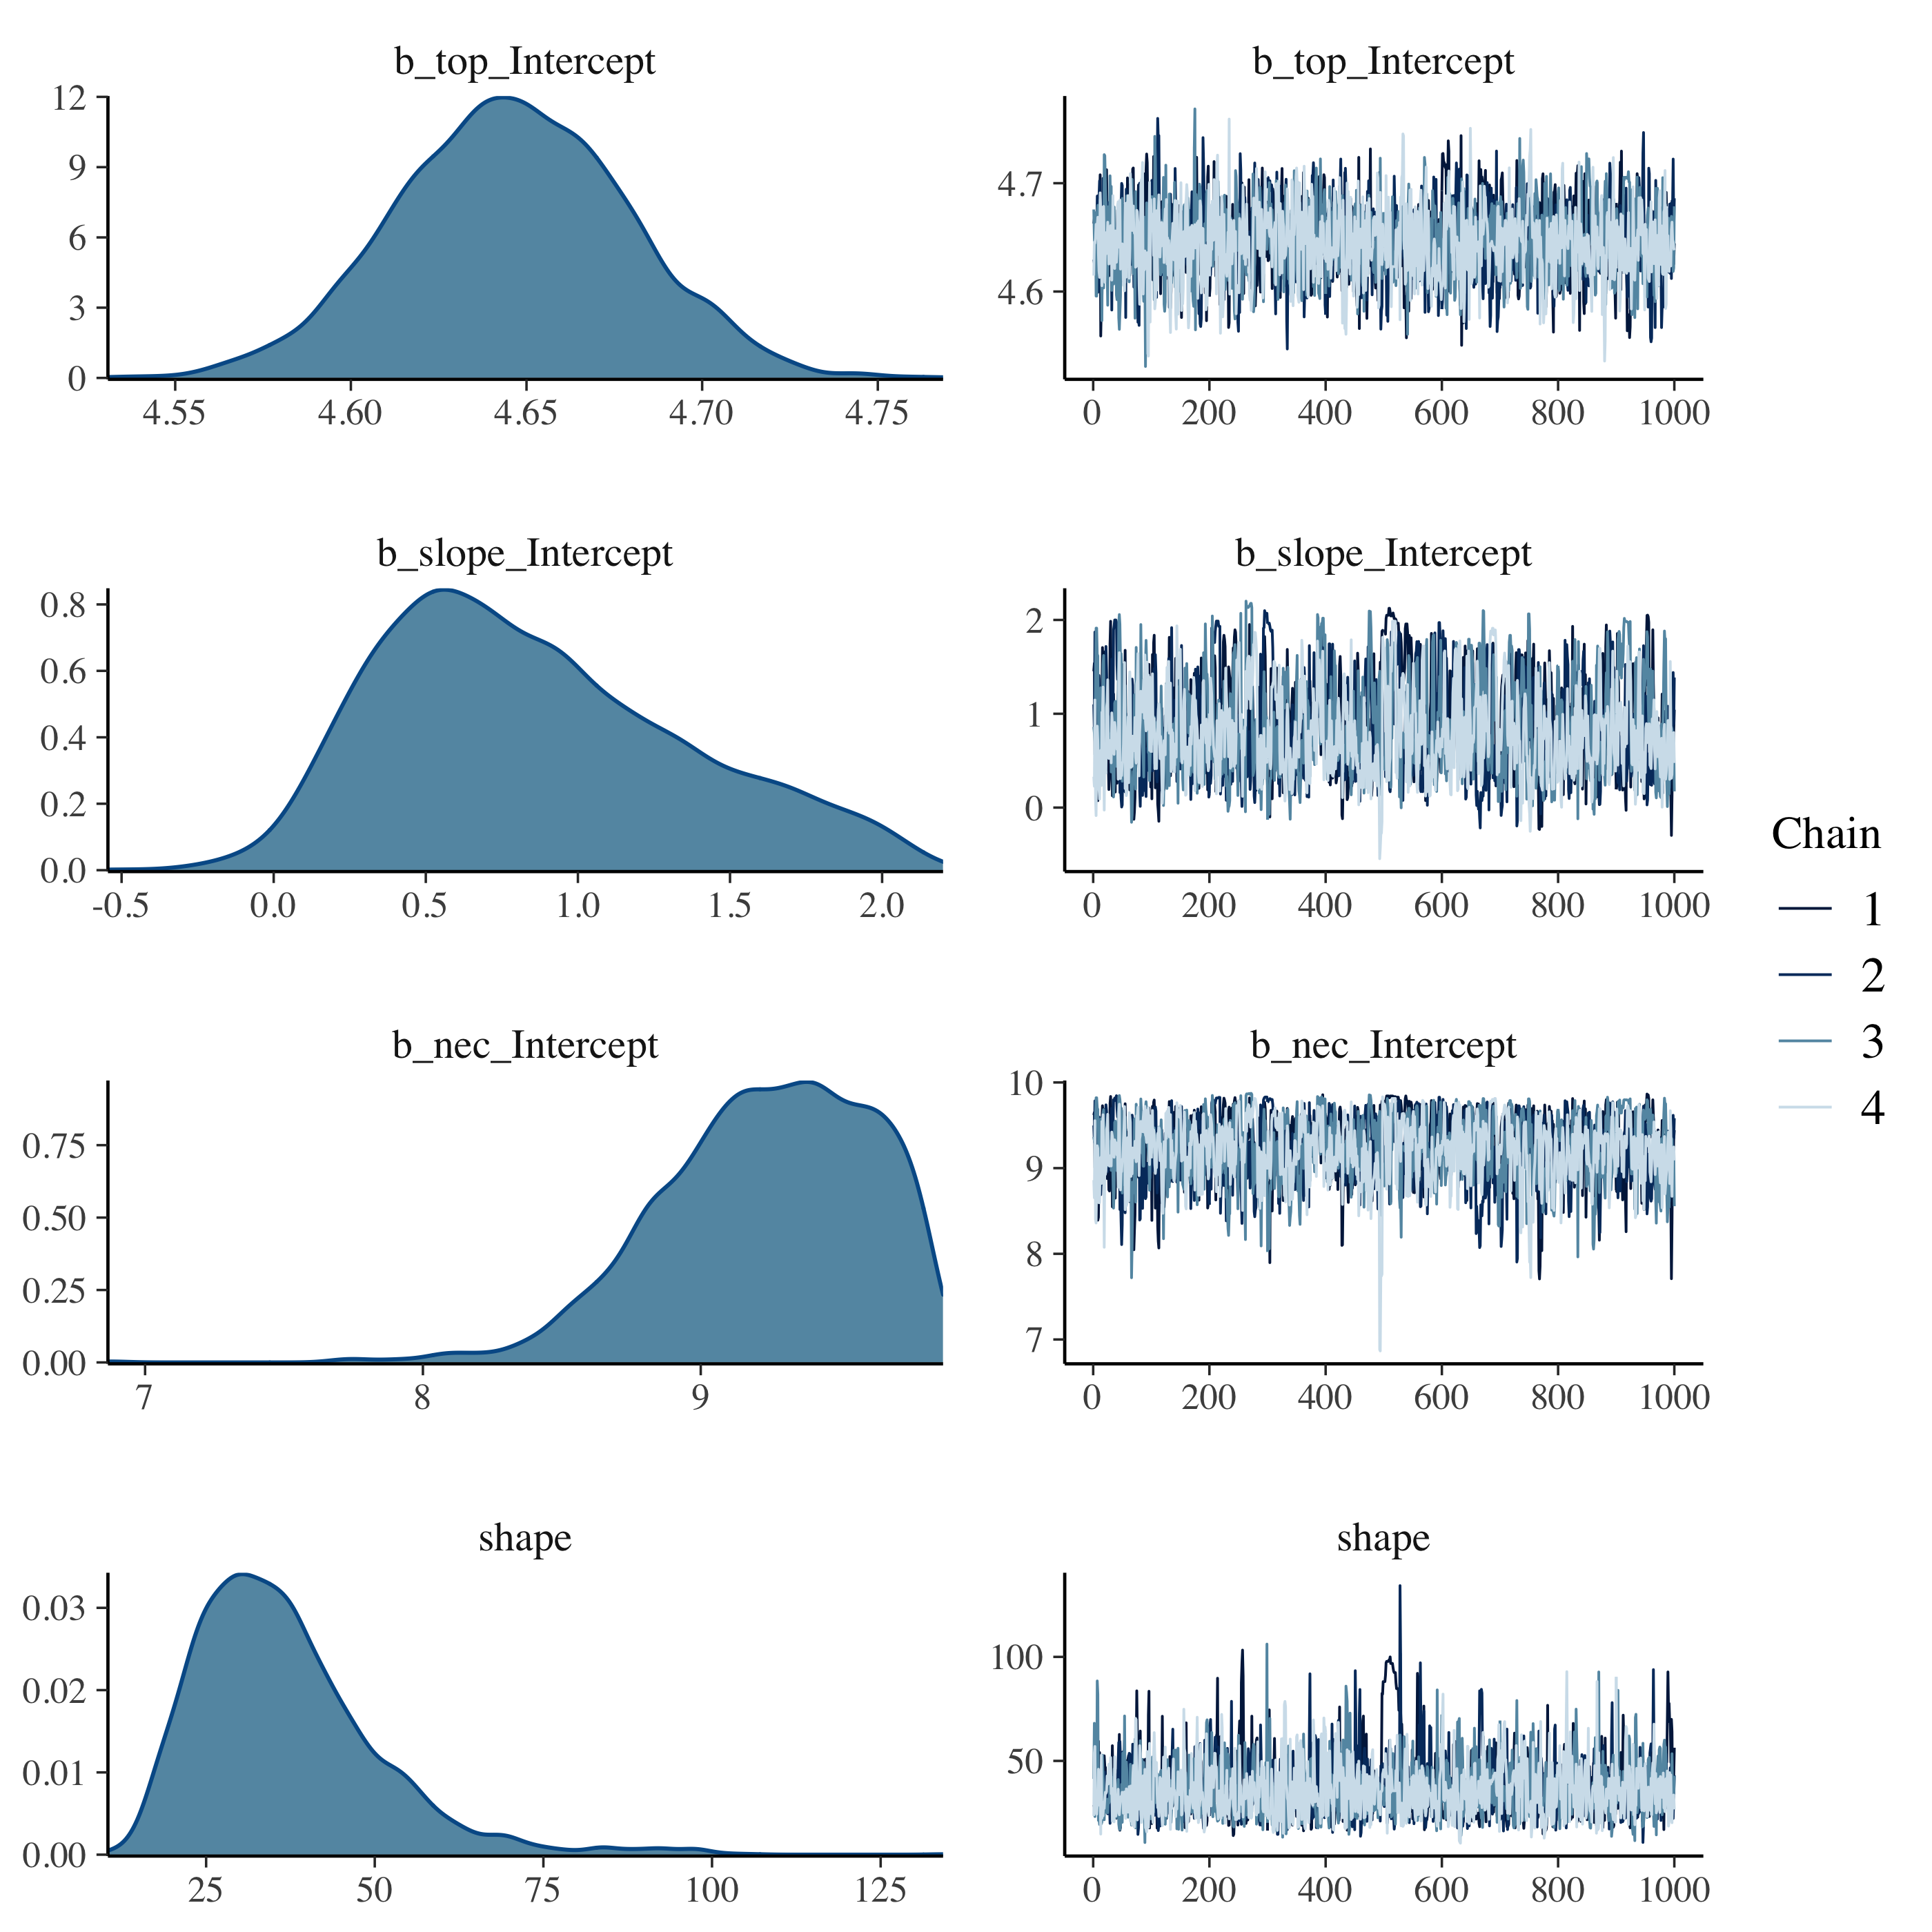 b_top_Intercept
12
9
6
3
0
4.55 4.60 4.65 4.70 4.75
b_top_Intercept
4.7
4.6
0 200 400 600 800 1000
b_slope_Intercept
0.8
0.6
0.4
0.2
0.0
-0.5 0.0 0.5 1.0 1.5 2.0
b_slope_Intercept
2
1
0
0 200 400 600 800 1000
b_nec_Intercept
0.75
0.50
0.25
0.00
7 8 9
b_nec_Intercept
10
9
8
7
0 200 400 600 800 1000
shape
0.03
0.02
0.01
0.00
25 50 75 100 125
shape
100
50
0 200 400 600 800 1000
Chain
1
2
3
4